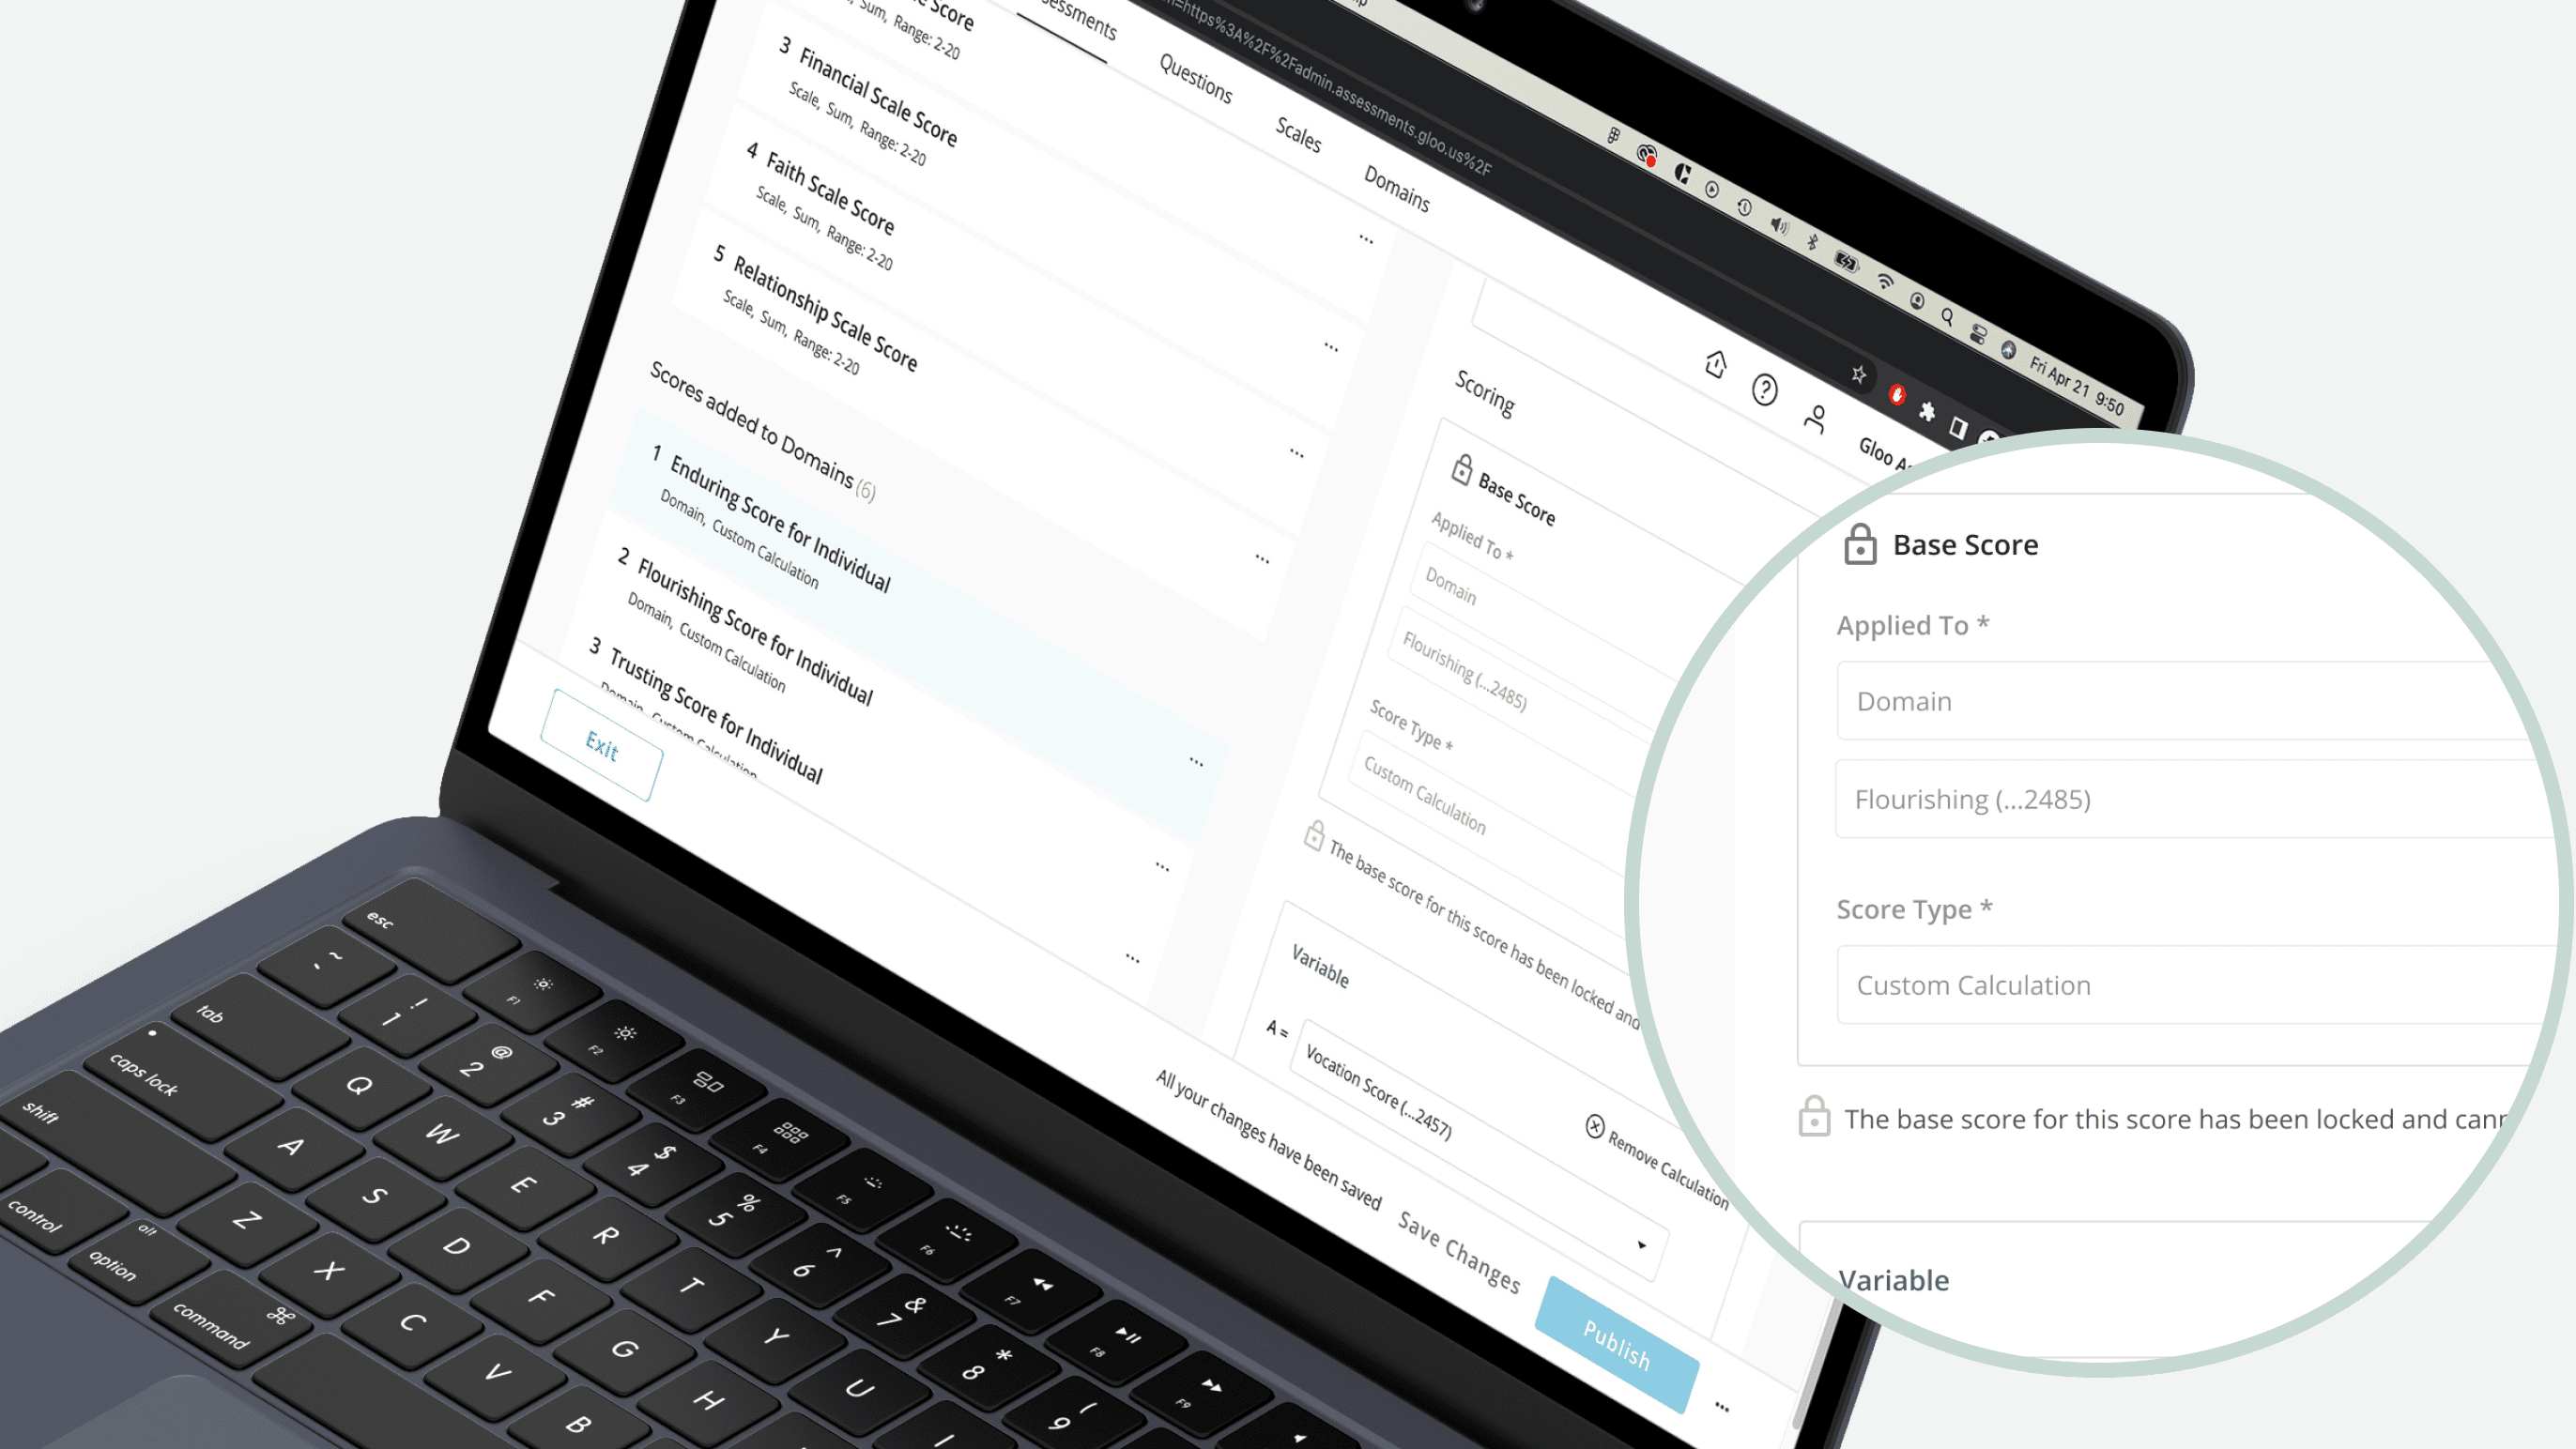 Score
Sum, Range: 2-20
3 Financial Scale Score
Scale, Sum, Range: 2-20
4 Faith Scale Score
Scale, Sum, Range: 2-20
5 Relationship Scale Score
Scale, Sum, Range: 2-20
Scores added to Domains (6)
1 Enduring Score for Individual
Domain, Custom Calculation
2 Flourishing Score for Individual
Domain, Custom Calculation
3 Trusting Score for Individual
Domain, Custom Calculation
Exit
Questions
Scales
Domains
=https%3A%2F%2Fadmin.assessments.gloo.us%2F
Fri Apr 21 9:50
Gloo
Scoring
Base Score
Applied To *
Domain
Flourishing (...2485)
Score Type *
Custom Calculation
The base score for this score has been locked and
Variable
A = Vocation Score (...2457)
Remove Calculation
All your changes have been saved
Save Changes
Publish
Base Score
Applied To *
Domain
Flourishing (...2485)
Score Type *
Custom Calculation
The base score for this score has been locked and
Variable
esc
~
tab
caps lock
shift
control
alt
option
command
⌘
! 1
@ 2
# 3
$ 4
% 5
^ 6
& 7
* 8
( 9
F1
F2
F3
F4
F5
F6
F7
F8
F9
Q
W
E
R
T
Y
U
I
A
S
D
F
G
H
Z
X
C
V
B